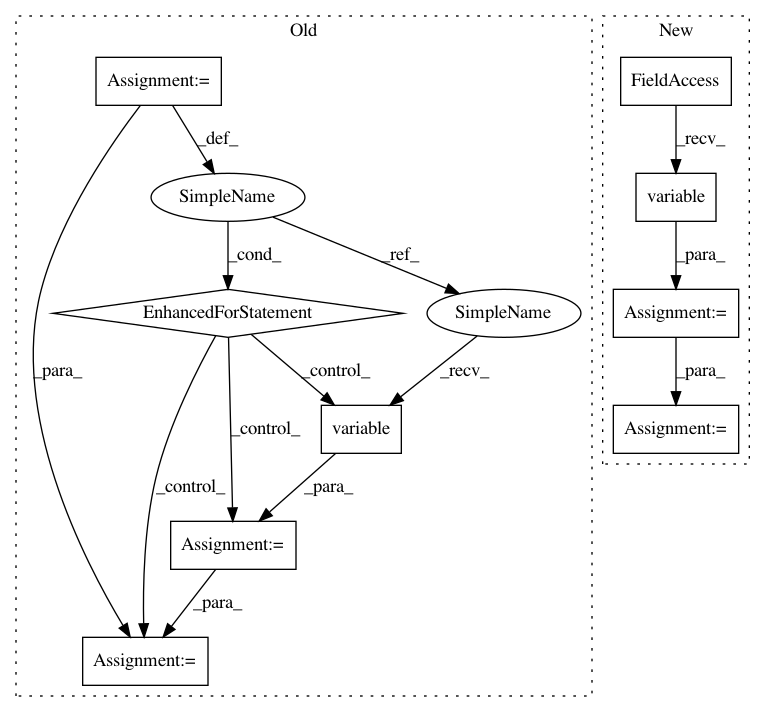 Old
New
Assignment:=
FieldAccess
_def_
_recv_
SimpleName
variable
_cond_
_ref_
_para_
EnhancedForStatement
SimpleName
Assignment:=
_para_
_control_
_recv_
_para_
_control_
variable
Assignment:=
_control_
_para_
Assignment:=
_para_
Assignment:=